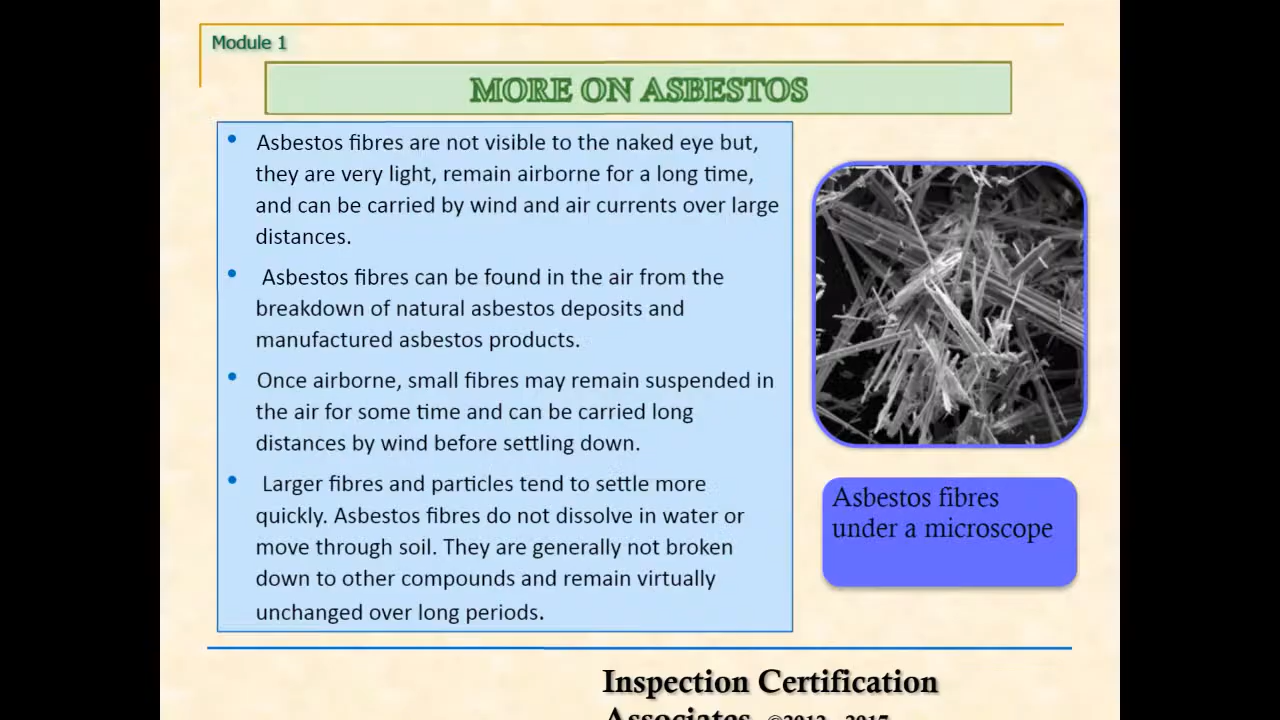 Module 1
MORE ON ASBESTOS
• Asbestos fibres are not visible to the naked eye but,
they are very light, remain airborne for a long time,
and can be carried by wind and air currents over large
distances.
• Asbestos fibres can be found in the air from the
breakdown of natural asbestos deposits and
manufactured asbestos products.
• Once airborne, small fibres may remain suspended in
the air for some time and can be carried long
distances by wind before settling down.
• Larger fibres and particles tend to settle more
quickly. Asbestos fibres do not dissolve in water or
move through soil. They are generally not broken
down to other compounds and remain virtually
unchanged over long periods.
Asbestos fibres
under a microscope
Inspection Certification
Associates ©2012 - 2017